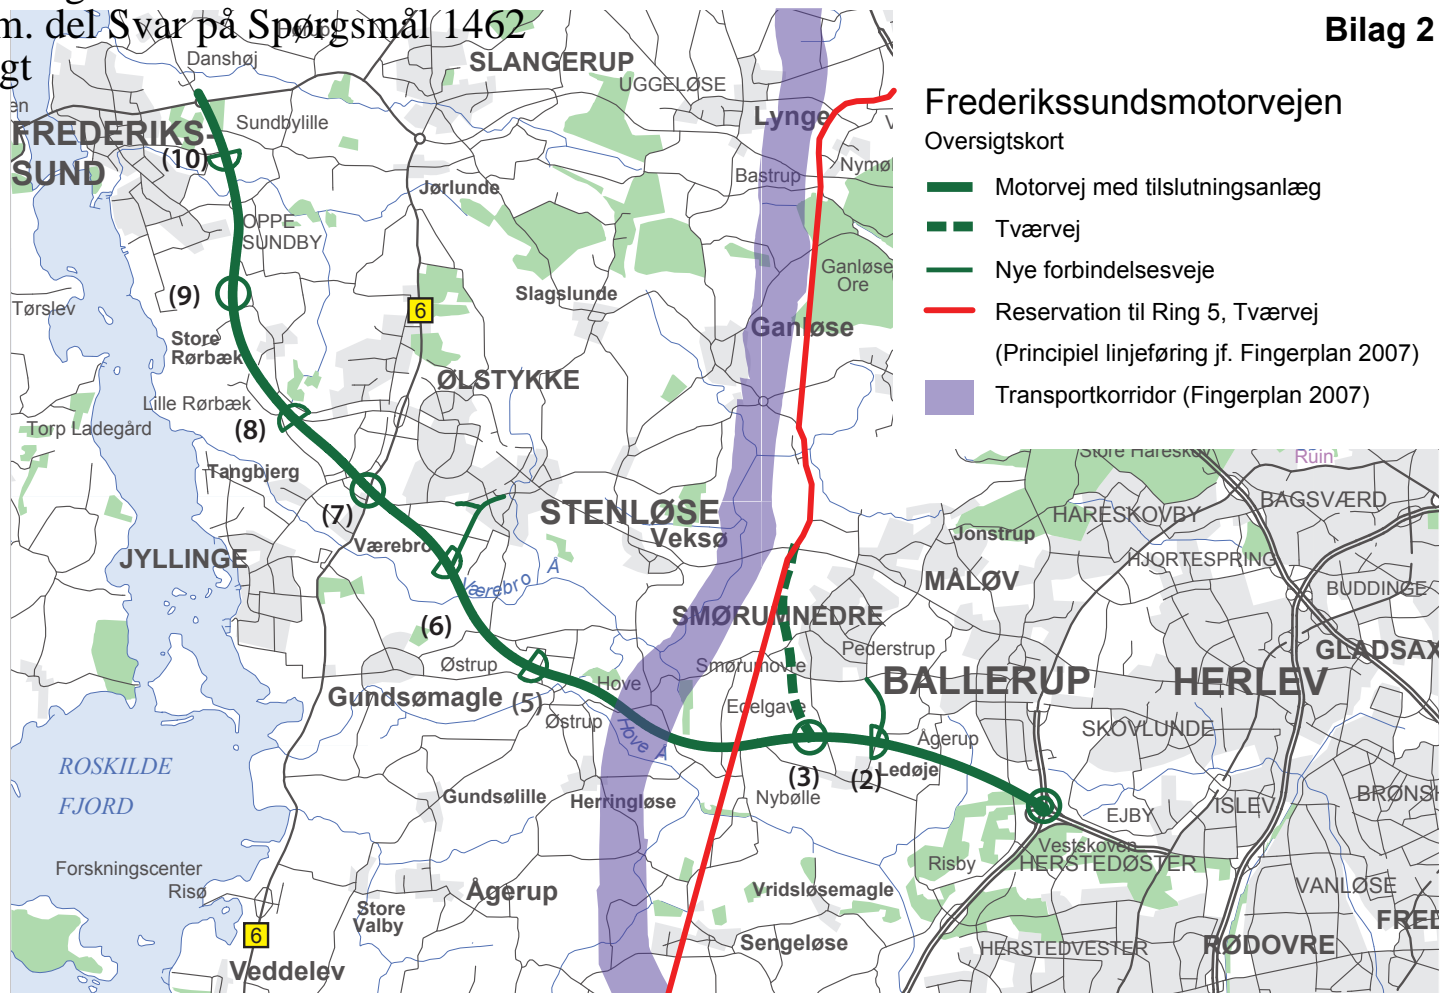 m. del Svar på Spørgsmål 1462
gt
Bilag 2
Frederikssundsmotorvejen
Oversigtskort
Motorvej med tilslutningsanlæg
Tværvej
Nye forbindelsesveje
Reservation til Ring 5, Tværvej
(Principiel linjeføring jf. Fingerplan 2007)
Transportkorridor (Fingerplan 2007)
Danshøj
SLANGERUP
UGGELØSE
Lynge
Sundbylille
FREDERIKS-
SUND
(10)
Jørlunde
Bastrup
Nymøl
OPPE
SUNDBY
Ganløse
Ore
(9)
Tørslev
6
Slagslunde
Ganløse
Store
Rørbæk
ØLSTYKKE
Lille Rørbæk
Torp Ladegård
(8)
Tangbjerg
(7)
STENLØSE
Veksø
Værebro
JYLLINGE
Værebro Å
Store Hareskov
Ruin
BAGSVÆRD
HARESKOVBY
Jonstrup
HJORTESPRING
MÅLØV
BUDDINGE
SMØRUMNEDRE
(6)
Pederstrup
GLADSAX
Østrup
Smørumovre
BALLERUP
HERLEV
Gundsømagle
(5)
Hove
Edelgave
Østrup
Hove Å
SKOVLUNDE
Ågerup
ROSKILDE
FJORD
(3)
(2)
Ledøje
Gundsølille
Herringløse
Nybølle
EJBY
ISLEV
BRØNSH
Vestskoven
Forskningscenter
Risø
Risby
HERSTEDØSTER
Ågerup
Vridsløsemagle
VANLØSE
Store
Valby
FRED
6
Sengeløse
HERSTEDVESTER
RØDOVRE
Veddelev